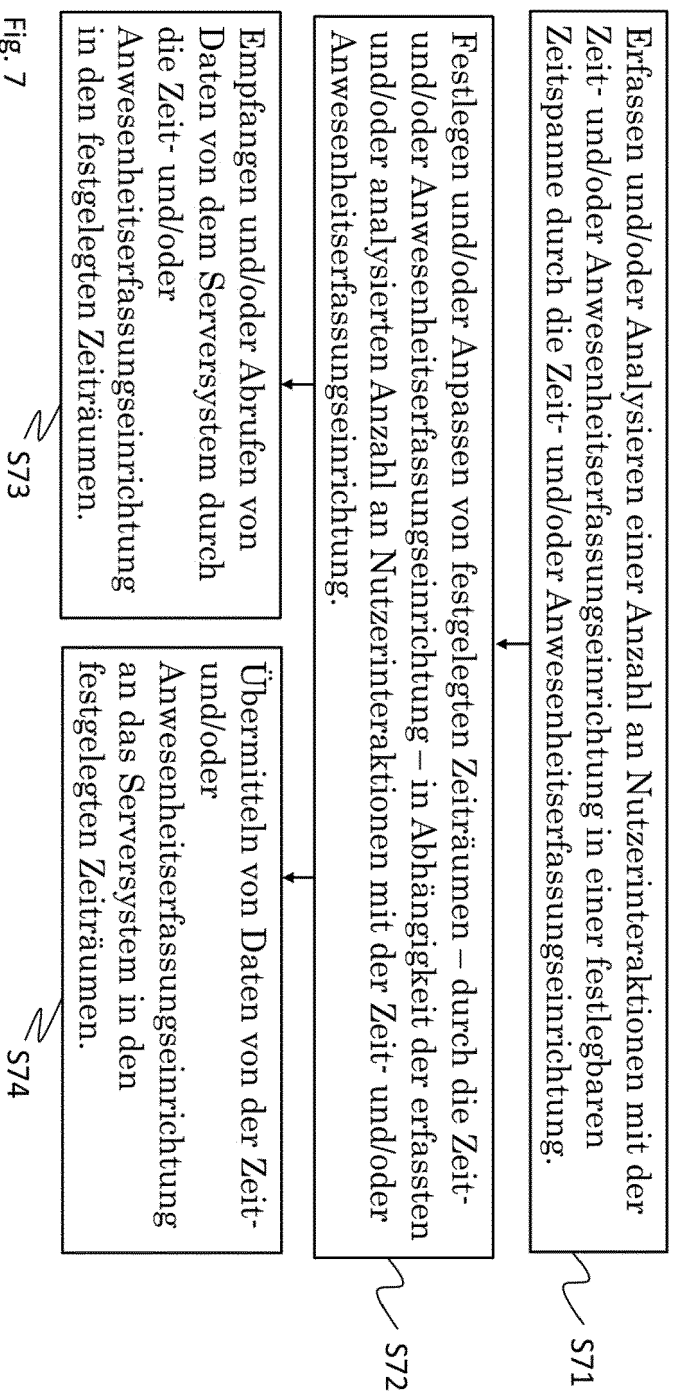 Erfassen und/oder Analysieren einer Anzahl an Nutzerinteraktionen mit der
Zeit- und/oder Anwesenheitserfassungseinrichtung in einer festlegbaren
Zeitspanne durch die Zeit- und/oder Anwesenheitserfassungseinrichtung.
S71
Festlegen und/oder Anpassen von festgelegten Zeiträumen – durch die Zeit-
und/oder Anwesenheitserfassungseinrichtung – in Abhängigkeit der erfassten
und/oder analysierten Anzahl an Nutzerinteraktionen mit der Zeit- und/oder
Anwesenheitserfassungseinrichtung.
S72
Empfangen und/oder Abrufen von
Daten von dem Serversystem durch
die Zeit- und/oder
Anwesenheitserfassungseinrichtung
in den festgelegten Zeiträumen.
S73
Übermitteln von Daten von der Zeit-
und/oder
Anwesenheitserfassungseinrichtung
an das Serversystem in den
festgelegten Zeiträumen.
S74
Fig. 7